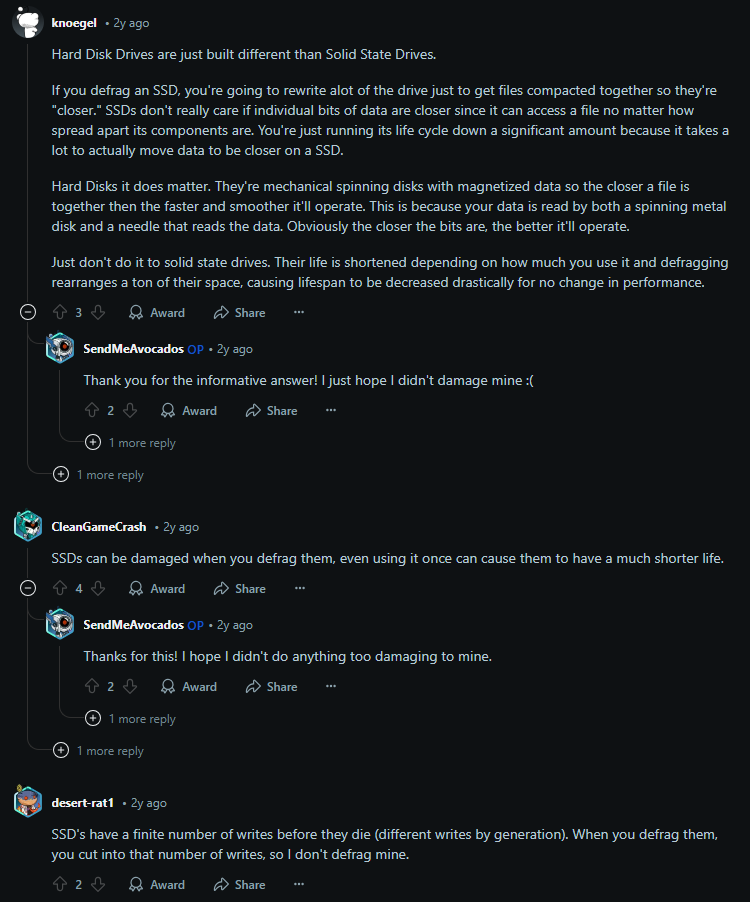 knoegel • 2y ago
Hard Disk Drives are just built different than Solid State Drives.
If you defrag an SSD, you're going to rewrite alot of the drive just to get files compacted together so they're
"closer." SSDs don't really care if individual bits of data are closer since it can access a file no matter how
spread apart its components are. You're just running its life cycle down a significant amount because it takes a
lot to actually move data to be closer on a SSD.
Hard Disks it does matter. They're mechanical spinning disks with magnetized data so the closer a file is
together then the faster and smoother it'll operate. This is because your data is read by both a spinning metal
disk and a needle that reads the data. Obviously the closer the bits are, the better it'll operate.
Just don't do it to solid state drives. Their life is shortened depending on how much you use it and defragging
rearranges a ton of their space, causing lifespan to be decreased drastically for no change in performance.
3 Award Share ...
SendMeAvocados OP • 2y ago
Thank you for the informative answer! I just hope I didn't damage mine :(
2 Award Share ...
1 more reply
1 more reply
CleanGameCrash • 2y ago
SSDs can be damaged when you defrag them, even using it once can cause them to have a much shorter life.
4 Award Share ...
SendMeAvocados OP • 2y ago
Thanks for this! I hope I didn't do anything too damaging to mine.
2 Award Share ...
1 more reply
1 more reply
desert-rat1 • 2y ago
SSD's have a finite number of writes before they die (different writes by generation). When you defrag them,
you cut into that number of writes, so I don't defrag mine.
2 Award Share ...